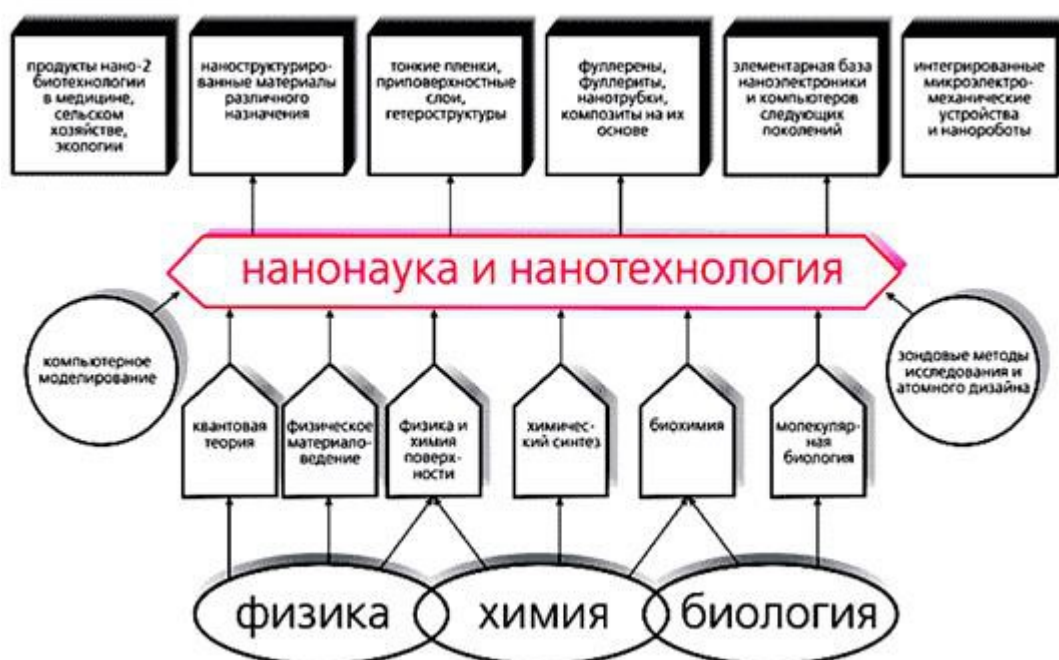 продукты нано-2
биотехнологии
в медицине,
сельском
хозяйстве,
экологии
наноструктуриро-
ванные материалы
различного
назначения
тонкие пленки,
приповерхностные
слои,
гетероструктуры
фуллерены,
фуллериты,
нанотрубки,
композиты на их
основе
элементарная база
наноэлектроники
и компьютеров
следующих
поколений
интегрированные
микроэлектро-
механические
устройства
и нанороботы
нанонаука и нанотехнология
компьютерное
моделирование
зондовые методы
исследования и
атомного дизайна
квантовая
теория
физическое
материало-
ведение
физика и
химия
поверх-
ности
химичес-
кий синтез
биохимия
молекуляр-
ная
биология
физика
химия
биология